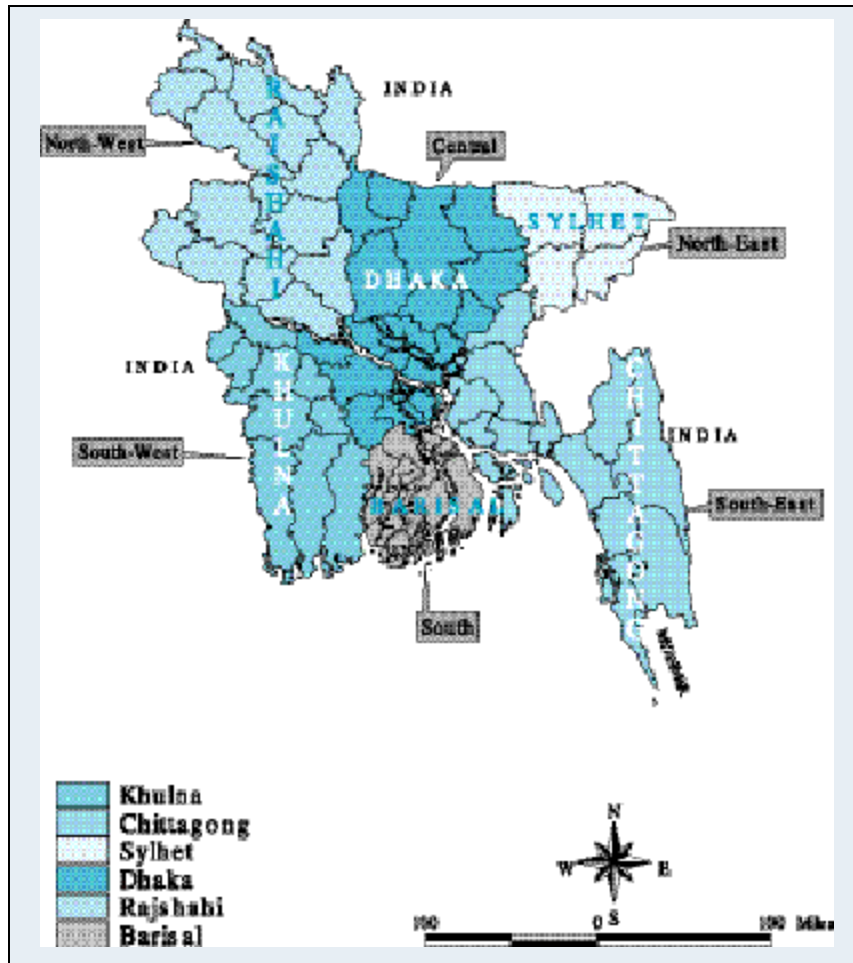 INDIA
RAJSHAHI
North-West
Central
SYLHET
North-East
DHAKA
INDIA
KHULNA
CHITTAGONG
INDIA
South-West
BARISAL
South-East
South
Khulna
Chittagong
Sylhet
Dhaka
Rajshahi
Barisal
N
W
E
S
100
0
100 Miles